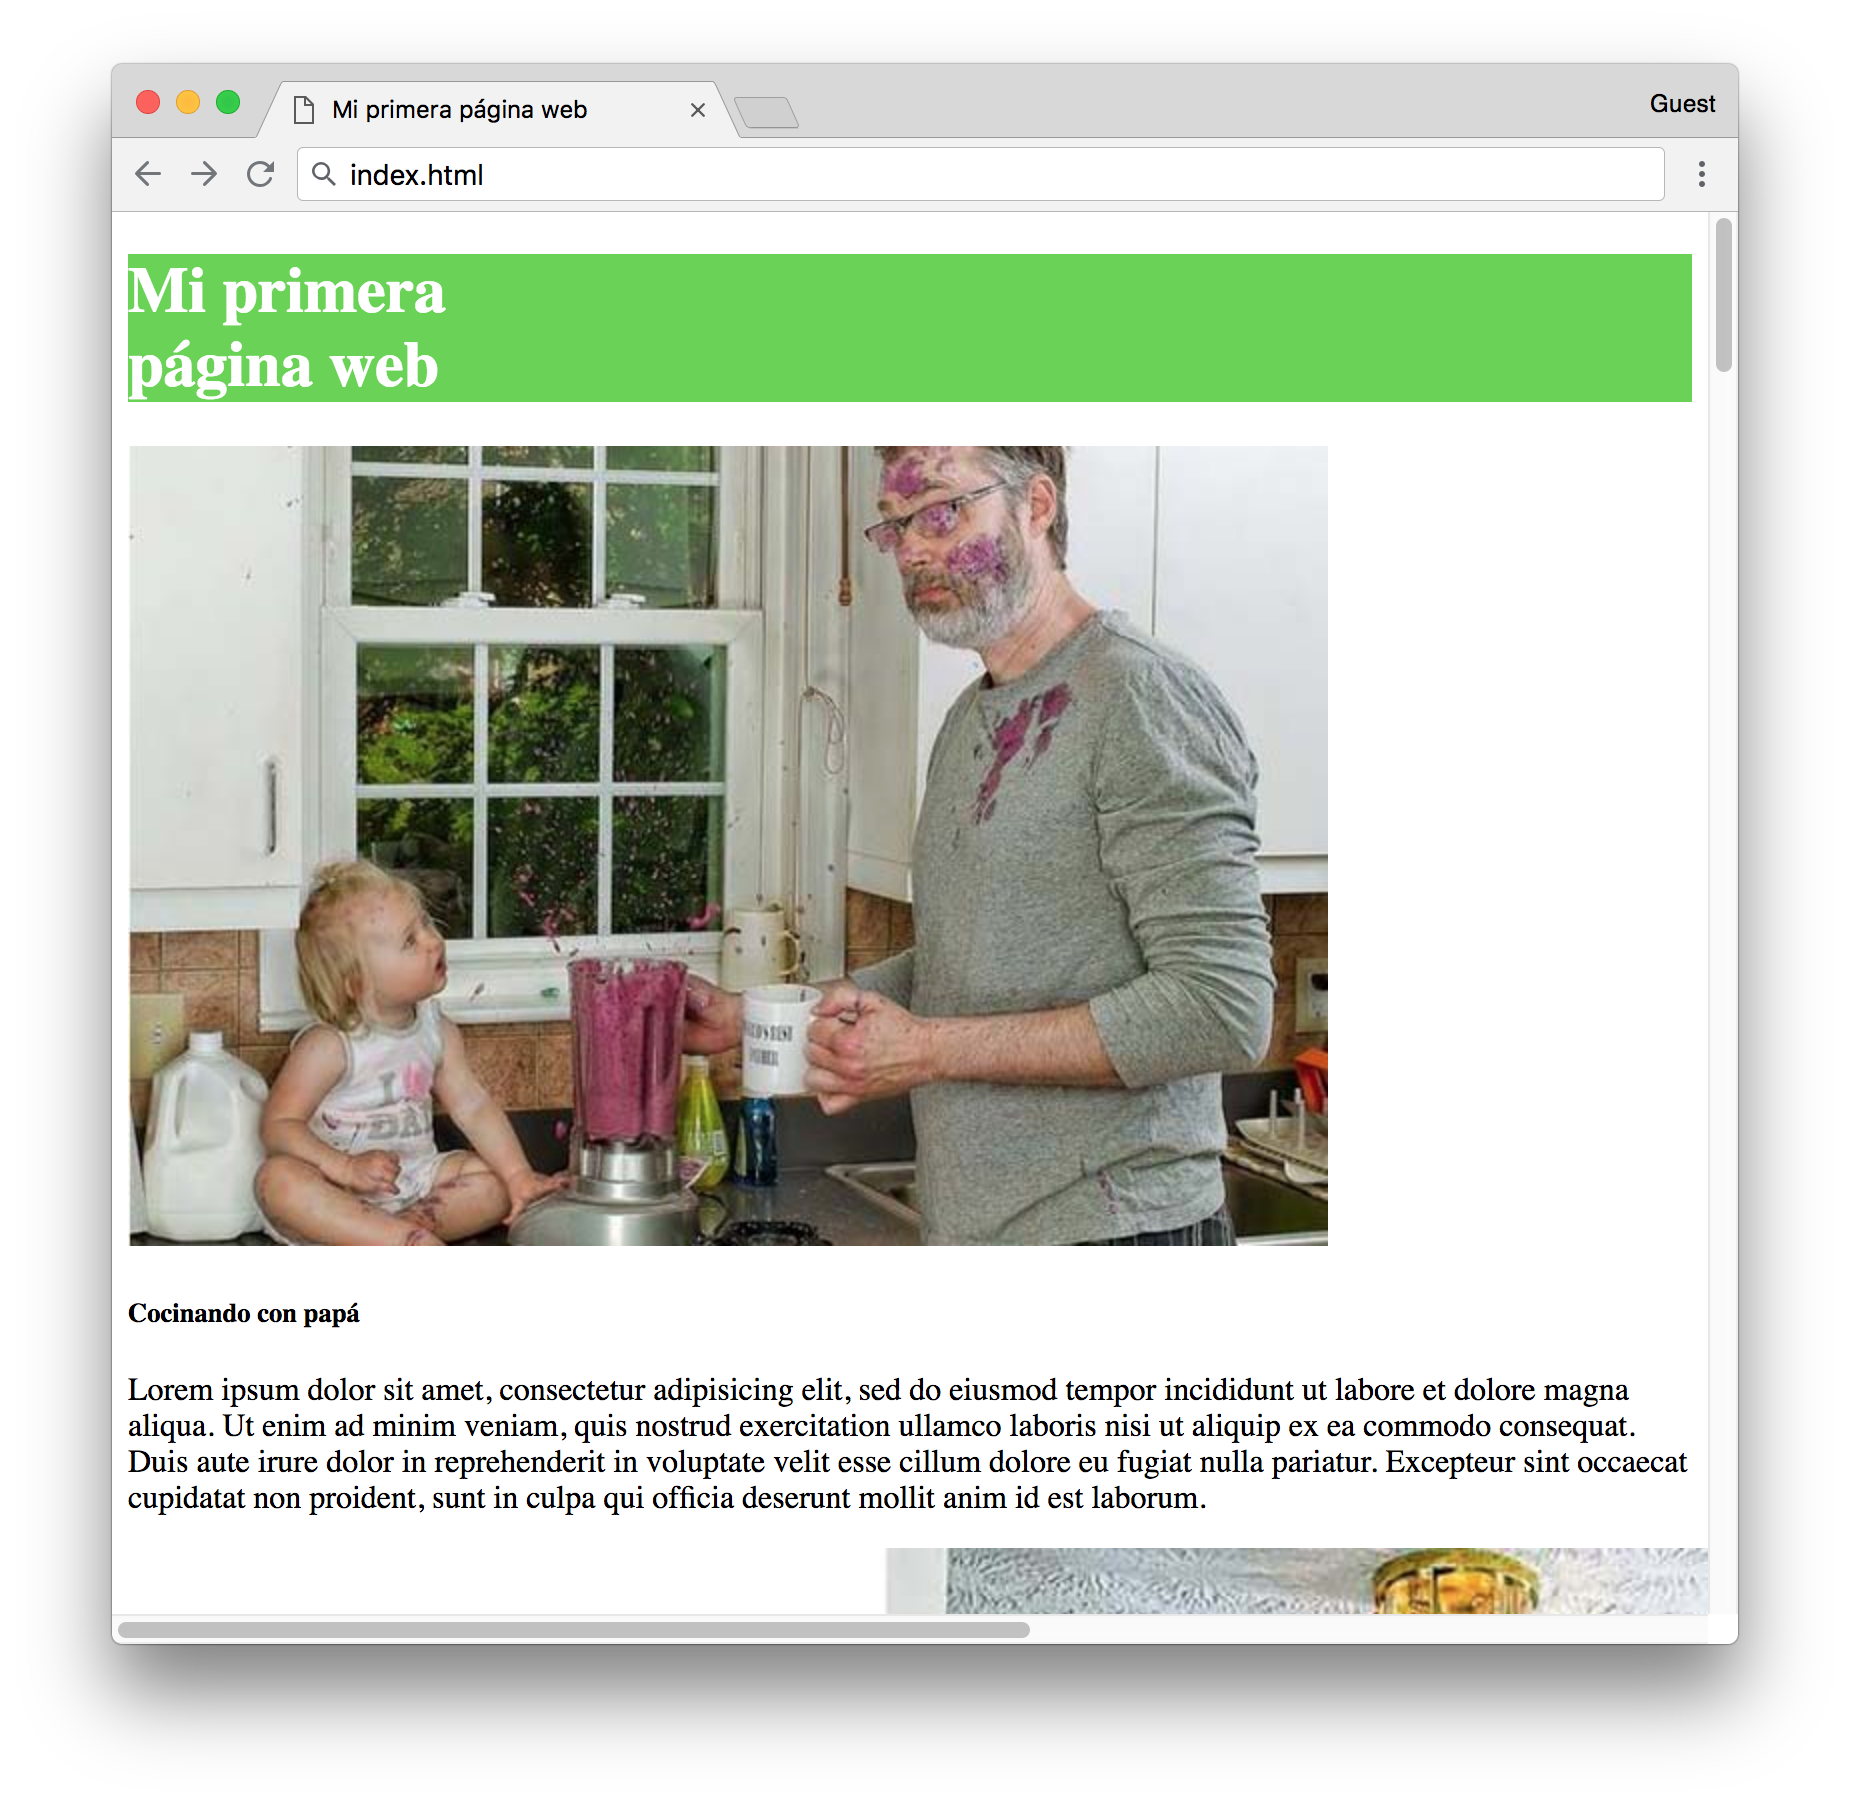 Mi primera página web
Guest
index.html
Mi primera
página web
I
Cocinando con papá
Lorem ipsum dolor sit amet, consectetur adipisicing elit, sed do eiusmod tempor incididunt ut labore et dolore magna
aliqua. Ut enim ad minim veniam, quis nostrud exercitation ullamco laboris nisi ut aliquip ex ea commodo consequat.
Duis aute irure dolor in reprehenderit in voluptate velit esse cillum dolore eu fugiat nulla pariatur. Excepteur sint occaecat
cupidatat non proident, sunt in culpa qui officia deserunt mollit anim id est laborum.